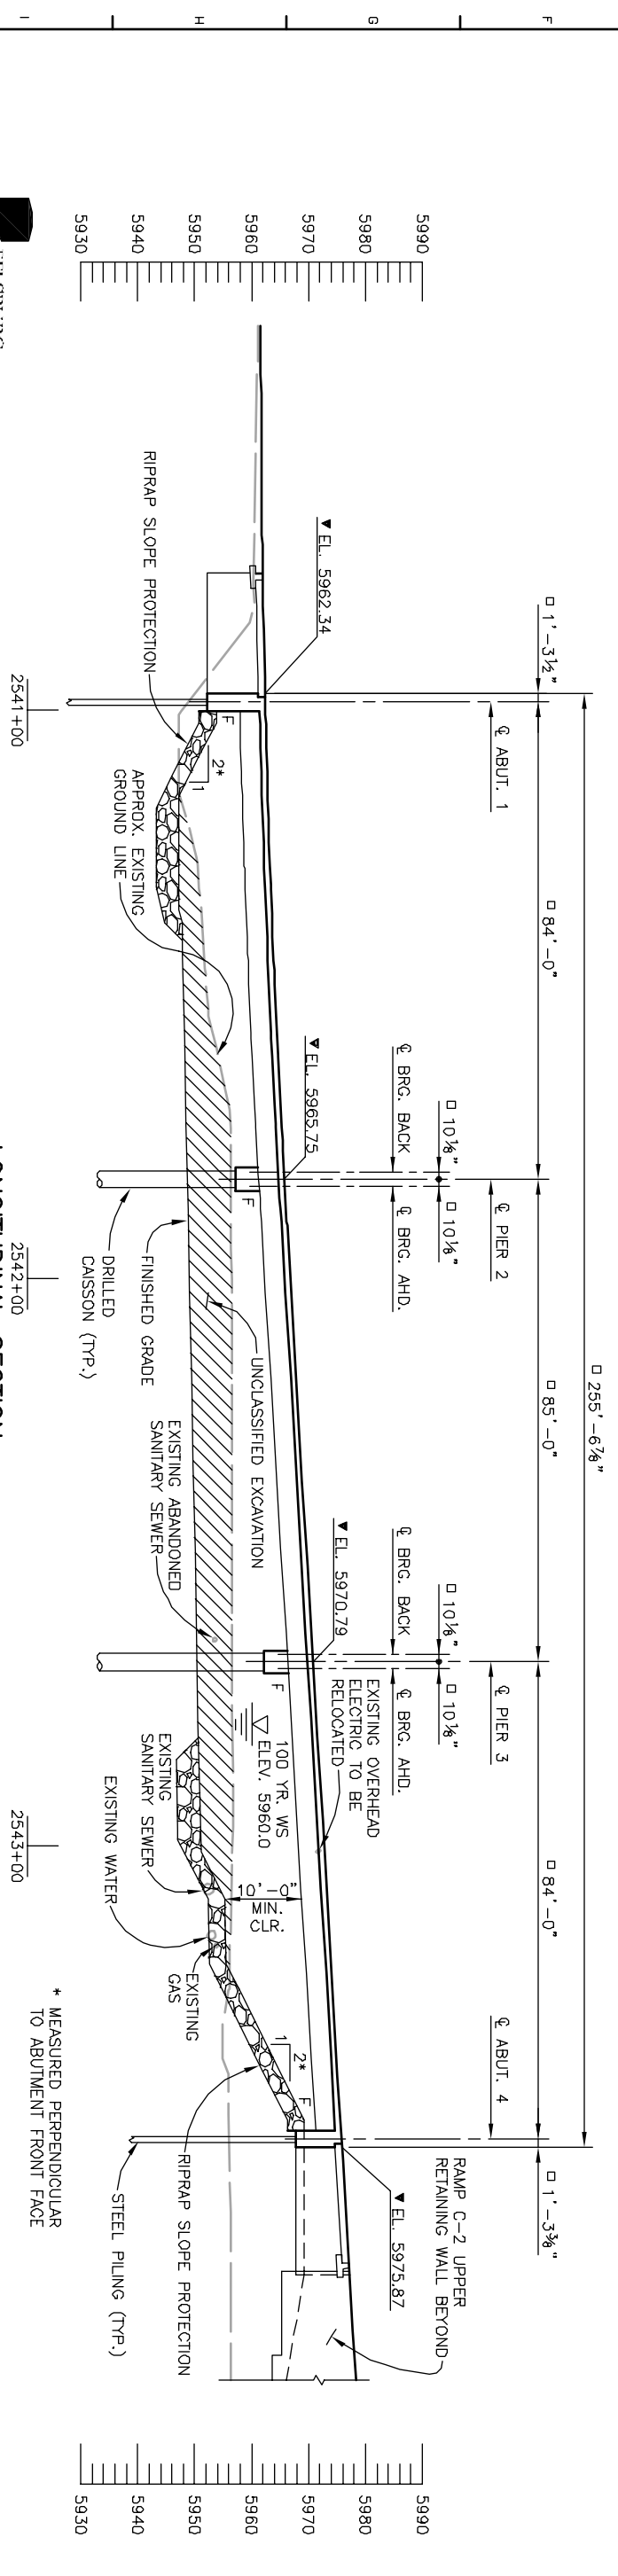 F
G
H
I
□ 255'-6⅞"
□ 1'-3½"
□ 84'-0"
□ 85'-0"
□ 84'-0"
□ 1'-3⅜"
℄ ABUT. 1
℄ PIER 2
℄ PIER 3
℄ ABUT. 4
□ 10⅛"
□ 10⅛"
□ 10⅛"
□ 10⅛"
℄ BRG. BACK
℄ BRG. AHD.
℄ BRG. BACK
℄ BRG. AHD.
5990
5980
5970
5960
5950
5940
5930
▼ EL. 5962.34
▼ EL. 5965.75
▼ EL. 5970.79
▼ EL. 5975.87
RAMP C-2 UPPER
RETAINING WALL BEYOND
EXISTING OVERHEAD
ELECTRIC TO BE
RELOCATED
100 YR. WS
ELEV. 5960.0
10'-0"
MIN.
CLR.
F
F
F
F
2*
1
2*
1
RIPRAP SLOPE PROTECTION
APPROX. EXISTING
GROUND LINE
UNCLASSIFIED EXCAVATION
FINISHED GRADE
DRILLED
CAISSON (TYP.)
EXISTING ABANDONED
SANITARY SEWER
EXISTING
SANITARY SEWER
EXISTING WATER
EXISTING
GAS
RIPRAP SLOPE PROTECTION
STEEL PILING (TYP.)
5990
5980
5970
5960
5950
5940
5930
2541+00
2542+00
2543+00
* MEASURED PERPENDICULAR
TO ABUTMENT FRONT FACE
LONGITUDINAL SECTION